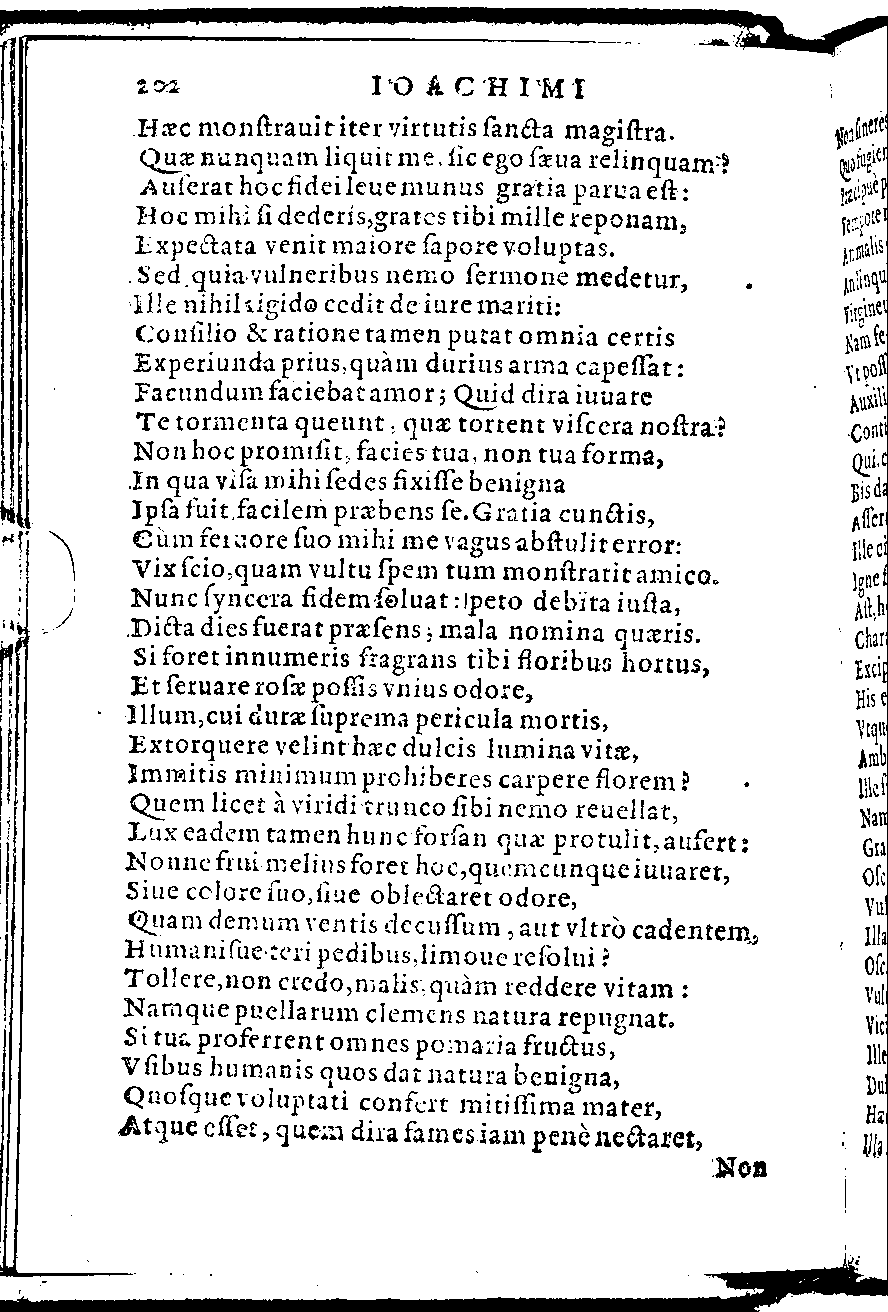 202 IOACHIMI
Hæc monſtrauit iter virtutis ſancta magiſtra.
Quæ nunquam liquit me, ſic ego ſæua relinquam?
Auferat hoc fidei leue munus gratia parua eſt:
Hoc mihi ſi dederis, grates tibi mille reponam,
Expectata venit maiore ſapore voluptas.
Sed quia vulneribus nemo ſermone medetur,
Ille nihil rigido cedit de iure mariti:
Conſilio & ratione tamen putat omnia certis
Experiunda prius, quàm durius arma capeſſat:
Facundum faciebat amor; Quid dira iuuare
Te tormenta queunt, quæ torrent viſcera noſtra?
Non hoc promiſit, facies tua, non tua forma,
In qua viſa mihi ſedes fixiſſe benigna
Ipſa fuit, facilem præbens ſe. Gratia cunctis,
Cùm feruore ſuo mihi me vagus abſtulit error:
Vix ſcio, quam vultu ſpem tum monſtrarit amico.
Nunc ſyncera fidem ſoluat: peto debita iuſta,
Dicta dies fuerat præſens; mala nomina quæris.
Si foret innumeris fragrans tibi floribus hortus,
Et ſeruare roſæ poſſis vnius odore,
Illum, cui duræ ſuprema pericula mortis,
Extorquere velint hæc dulcis lumina vitæ,
Immitis minimum prohiberes carpere florem?
Quem licet à viridi trunco ſibi nemo reuellat,
Lux eadem tamen hunc forſan quæ protulit, aufert:
Nonne frui melius foret hoc, quemcunque iuuaret,
Siue colore ſuo, ſiue oblectaret odore,
Quam demum ventis decuſſum, aut vltrò cadentem,
Humani ſue teri pedibus, limoue reſolui?
Tollere, non credo, malis, quàm reddere vitam:
Namque puellarum clemens natura repugnat.
Si tua proferrent omnes pomaria fructus,
Vſibus humanis quos dat natura benigna,
Quoſque voluptati confert mitiſſima mater,
Atque eſſet, quem dira fames iam penè nectaret,
Non